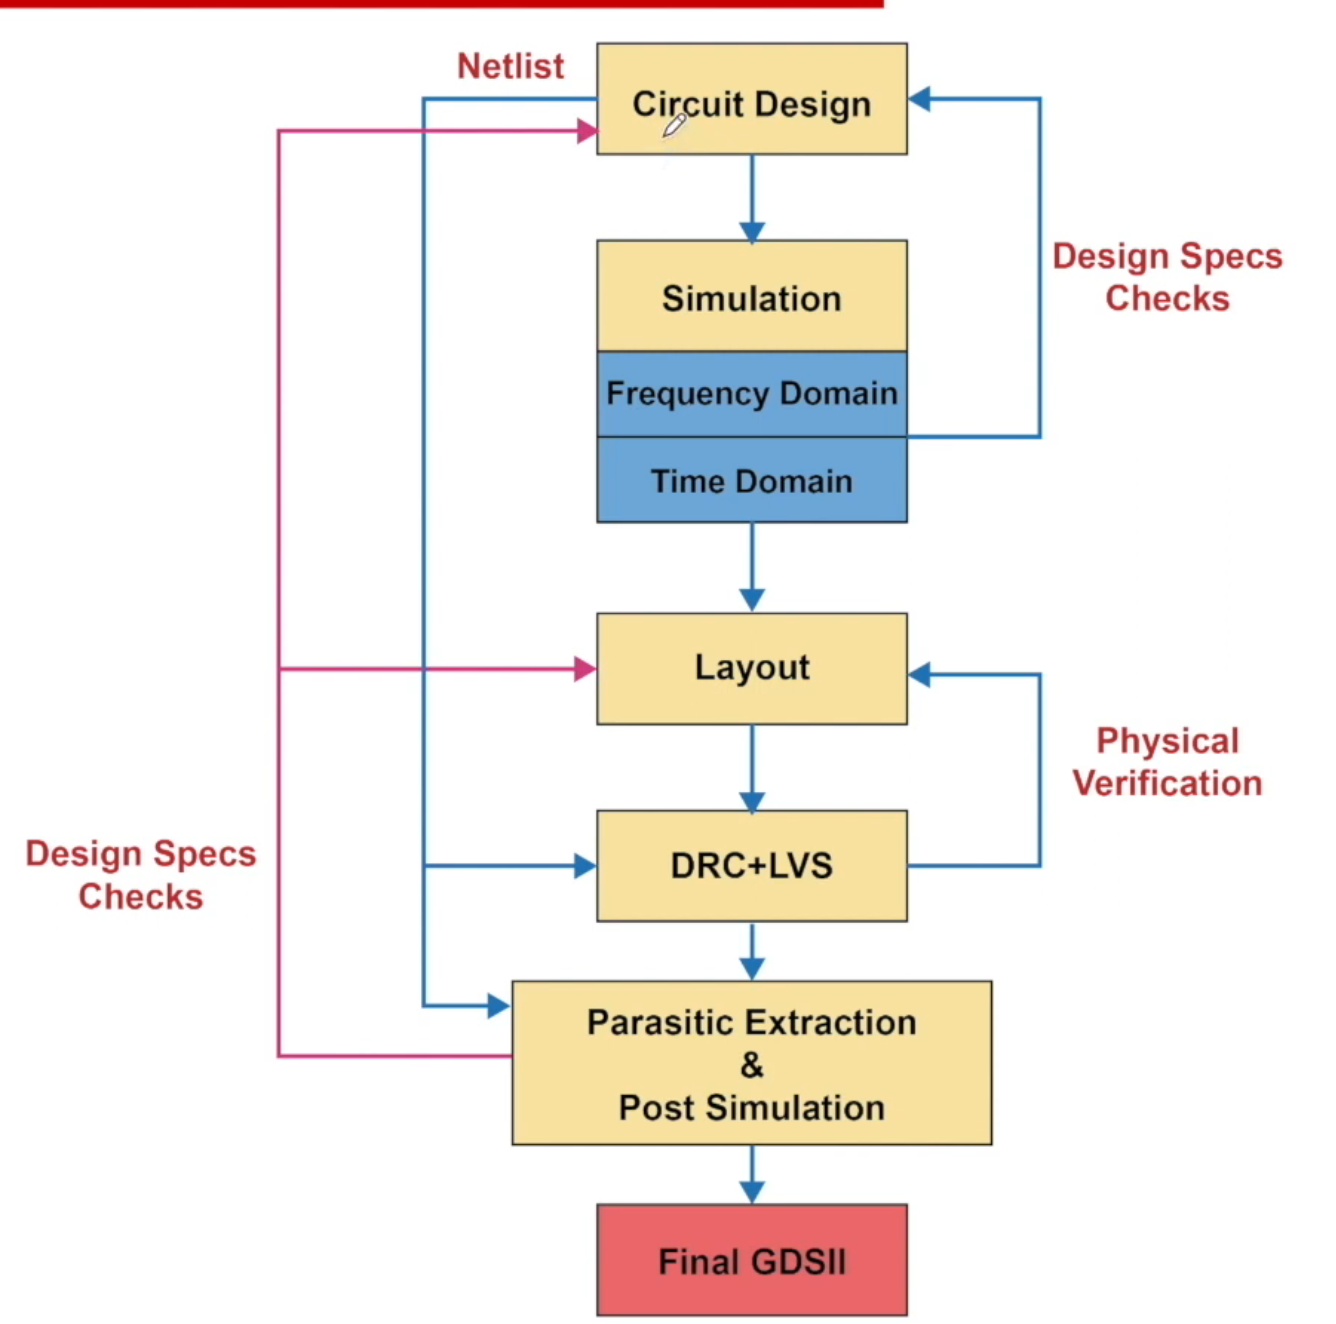 Netlist
Circuit Design
Design Specs
Checks
Simulation
Frequency Domain
Time Domain
Layout
Physical
Verification
Design Specs
Checks
DRC+LVS
Parasitic Extraction
&
Post Simulation
Final GDSII